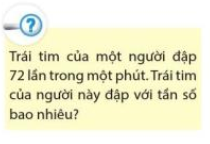 ?
Trái tim của một người đập
72 lần trong một phút. Trái tim
của người này đập với tần số
bao nhiêu?